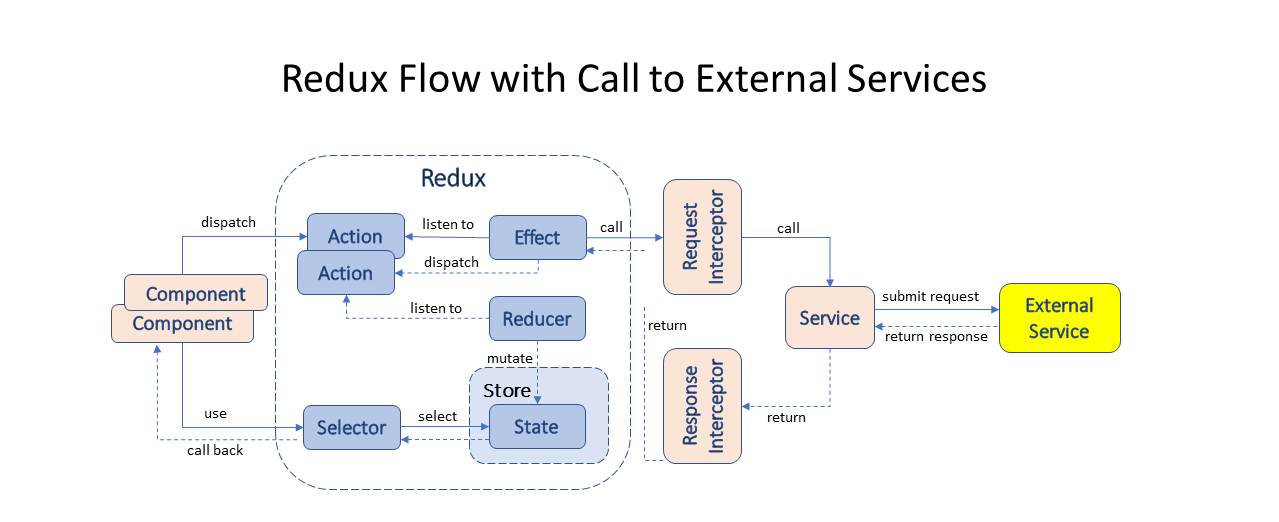 Redux Flow with Call to External Services
Redux
dispatch
Action
listen to
Effect
call
Request
Interceptor
call
Action
dispatch
Component
Component
listen to
Reducer
return
Service
submit request
return response
External
Service
mutate
Store
use
Selector
select
State
Response
Interceptor
return
call back